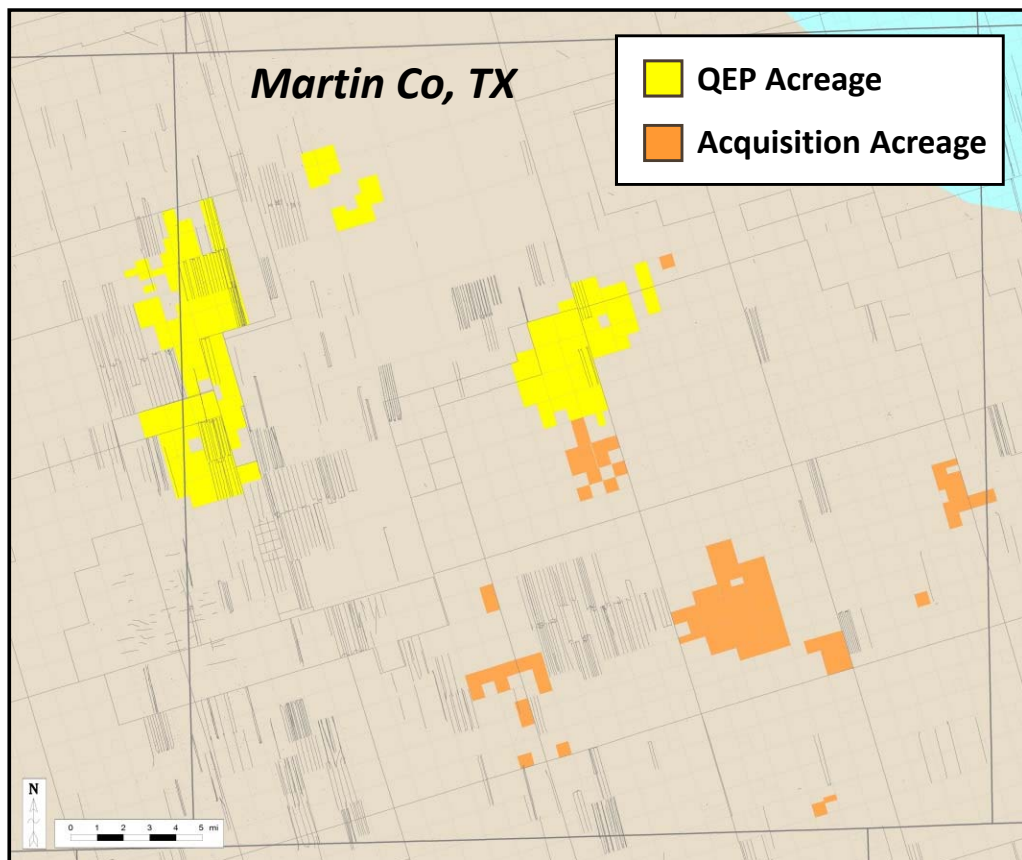 Martin Co, TX
QEP Acreage
Acquisition Acreage
N
0 1 2 3 4 5 mi